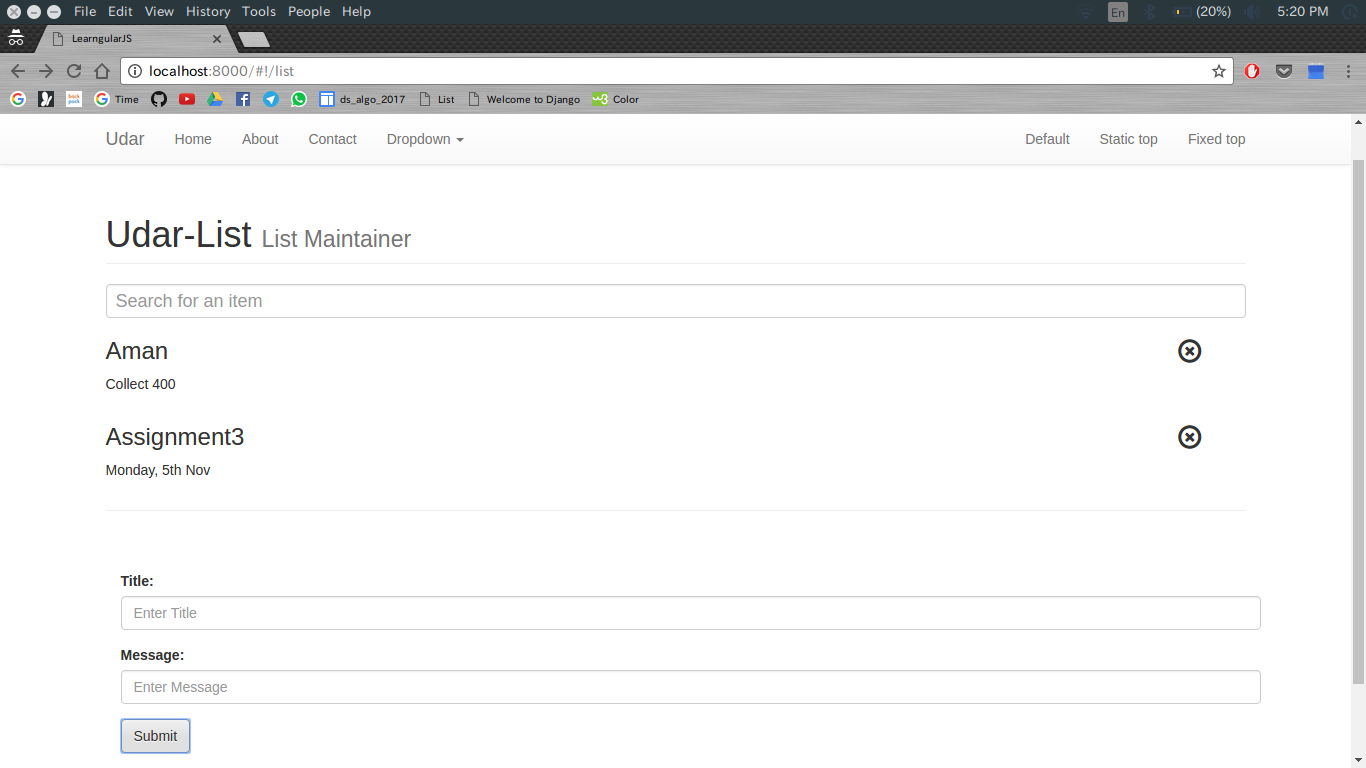 File Edit View History Tools People Help En (20%) 5:20 PM
LearngularJS
localhost:8000/#!/list
Time ds_algo_2017 List Welcome to Django Color
Udar Home About Contact Dropdown Default Static top Fixed top
Udar-List List Maintainer
Search for an item
Aman
Collect 400
Assignment3
Monday, 5th Nov
Title:
Enter Title
Message:
Enter Message
Submit